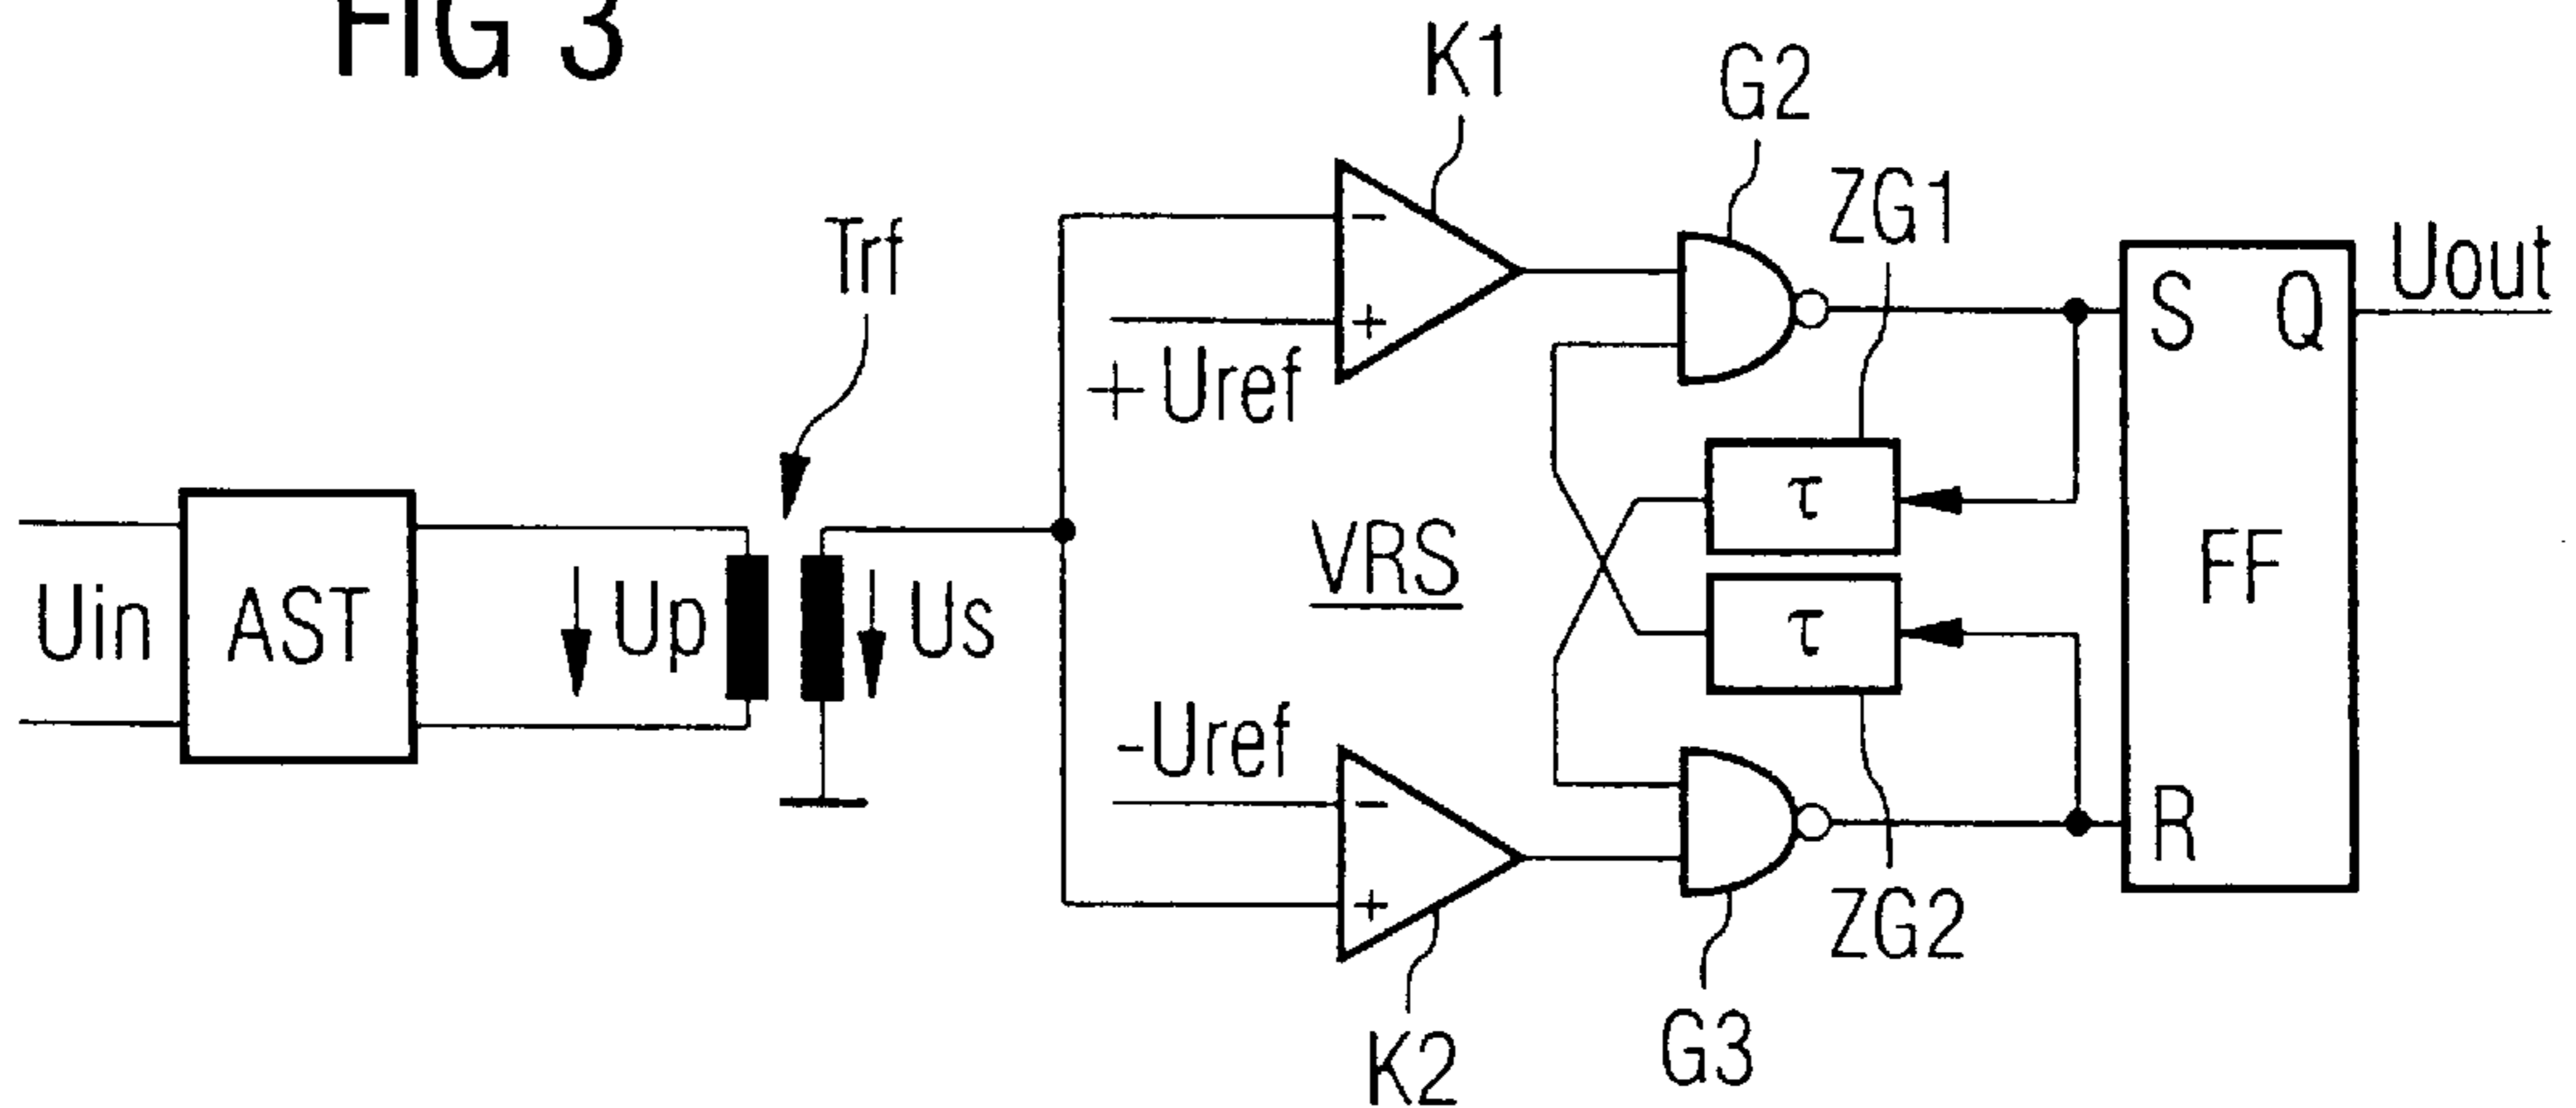 FIG 3
K1
G2
ZG1
Trf
−
+
+Uref
S
Q
Uout
τ
Uin
AST
Up
Us
VRS
τ
FF
-Uref
−
+
R
ZG2
G3
K2